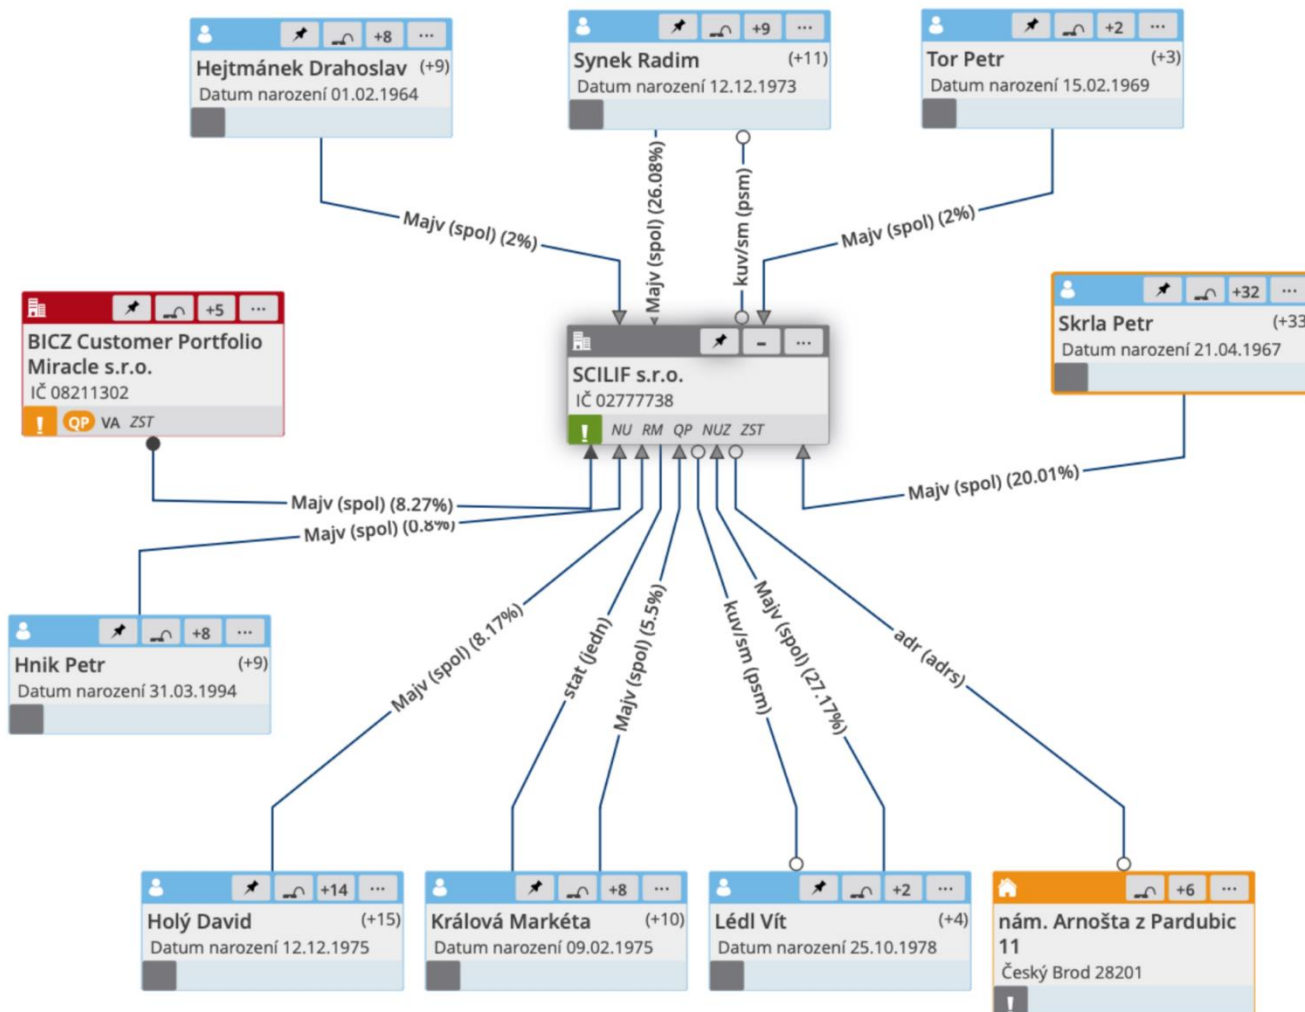 +8 ...
Hejtmánek Drahoslav (+9)
Datum narození 01.02.1964
+9 ...
Synek Radim (+11)
Datum narození 12.12.1973
+2 ...
Tor Petr (+3)
Datum narození 15.02.1969
Majv (spol) (2%)
Majv (spol) (26.08%)
kuv/sm (psm)
Majv (spol) (2%)
+5 ...
BICZ Customer Portfolio
Miracle s.r.o.
IČ 08211302
! QP VA ZST
- ...
SCILIF s.r.o.
IČ 02777738
! NU RM QP NUZ ZST
+32 ...
Skrla Petr (+33
Datum narození 21.04.1967
Majv (spol) (8.27%)
Majv (spol) (0.8%)
Majv (spol) (20.01%)
+8 ...
Hnik Petr (+9)
Datum narození 31.03.1994
Majv (spol) (8.17%)
stat (jedn)
Majv (spol) (5.5%)
kuv/sm (psm)
Majv (spol) (27.17%)
adr (adrs)
+14 ...
Holý David (+15)
Datum narození 12.12.1975
+8 ...
Králová Markéta (+10)
Datum narození 09.02.1975
+2 ...
Lédl Vít (+4)
Datum narození 25.10.1978
+6 ...
nám. Arnošta z Pardubic
11
Český Brod 28201
!